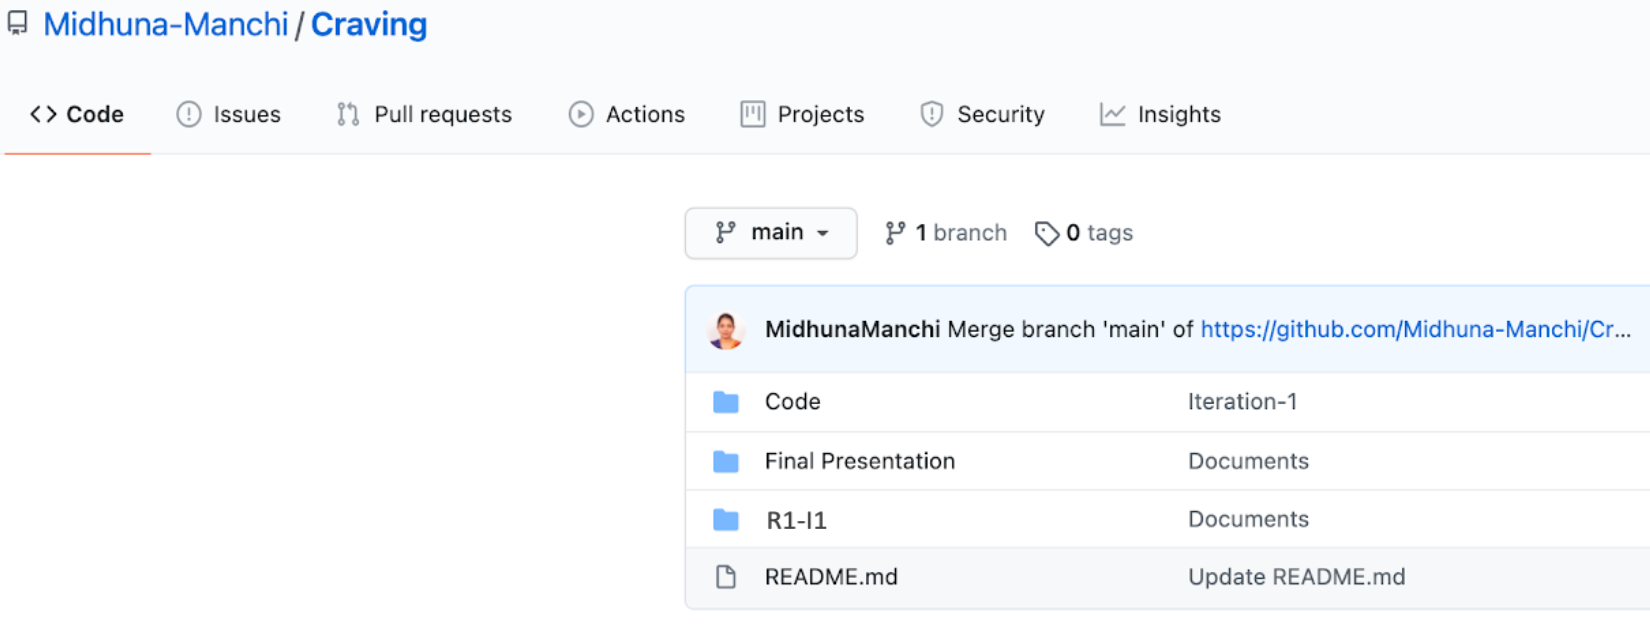 Midhuna-Manchi / Craving
Code Issues Pull requests Actions Projects Security Insights
main 1 branch 0 tags
MidhunaManchi Merge branch 'main' of https://github.com/Midhuna-Manchi/Cr...
Code Iteration-1
Final Presentation Documents
R1-I1 Documents
README.md Update README.md